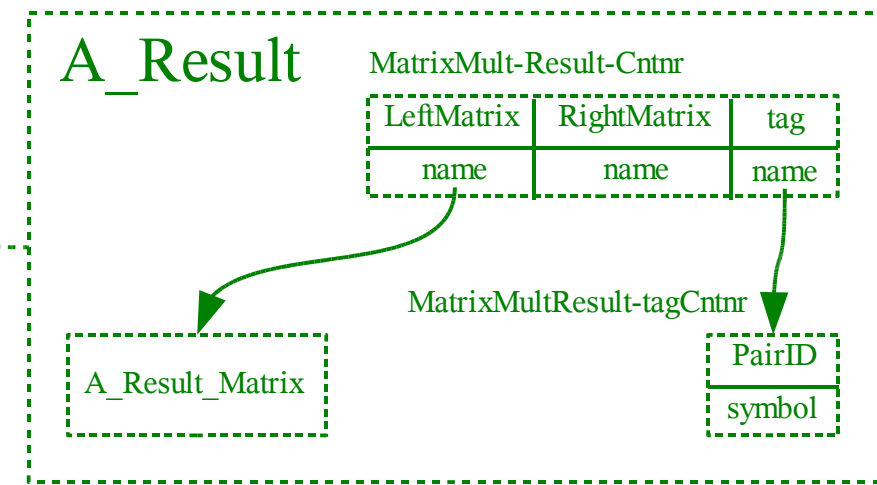 A_Result
MatrixMult-Result-Cntnr
LeftMatrix RightMatrix tag
name name name
MatrixMultResult-tagCntnr
PairID
A_Result_Matrix
symbol